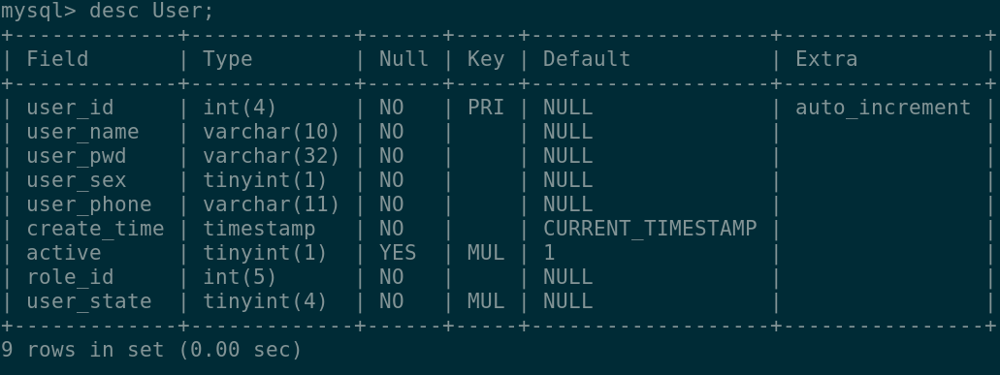 mysql> desc User;
+-------------+-------------+------+-----+-------------------+----------------+
| Field       | Type        | Null | Key | Default           | Extra          |
+-------------+-------------+------+-----+-------------------+----------------+
| user_id     | int(4)      | NO   | PRI | NULL              | auto_increment |
| user_name   | varchar(10) | NO   |     | NULL              |                |
| user_pwd    | varchar(32) | NO   |     | NULL              |                |
| user_sex    | tinyint(1)  | NO   |     | NULL              |                |
| user_phone  | varchar(11) | NO   |     | NULL              |                |
| create_time | timestamp   | NO   |     | CURRENT_TIMESTAMP |                |
| active      | tinyint(1)  | YES  | MUL | 1                 |                |
| role_id     | int(5)      | NO   |     | NULL              |                |
| user_state  | tinyint(4)  | NO   | MUL | NULL              |                |
+-------------+-------------+------+-----+-------------------+----------------+
9 rows in set (0.00 sec)